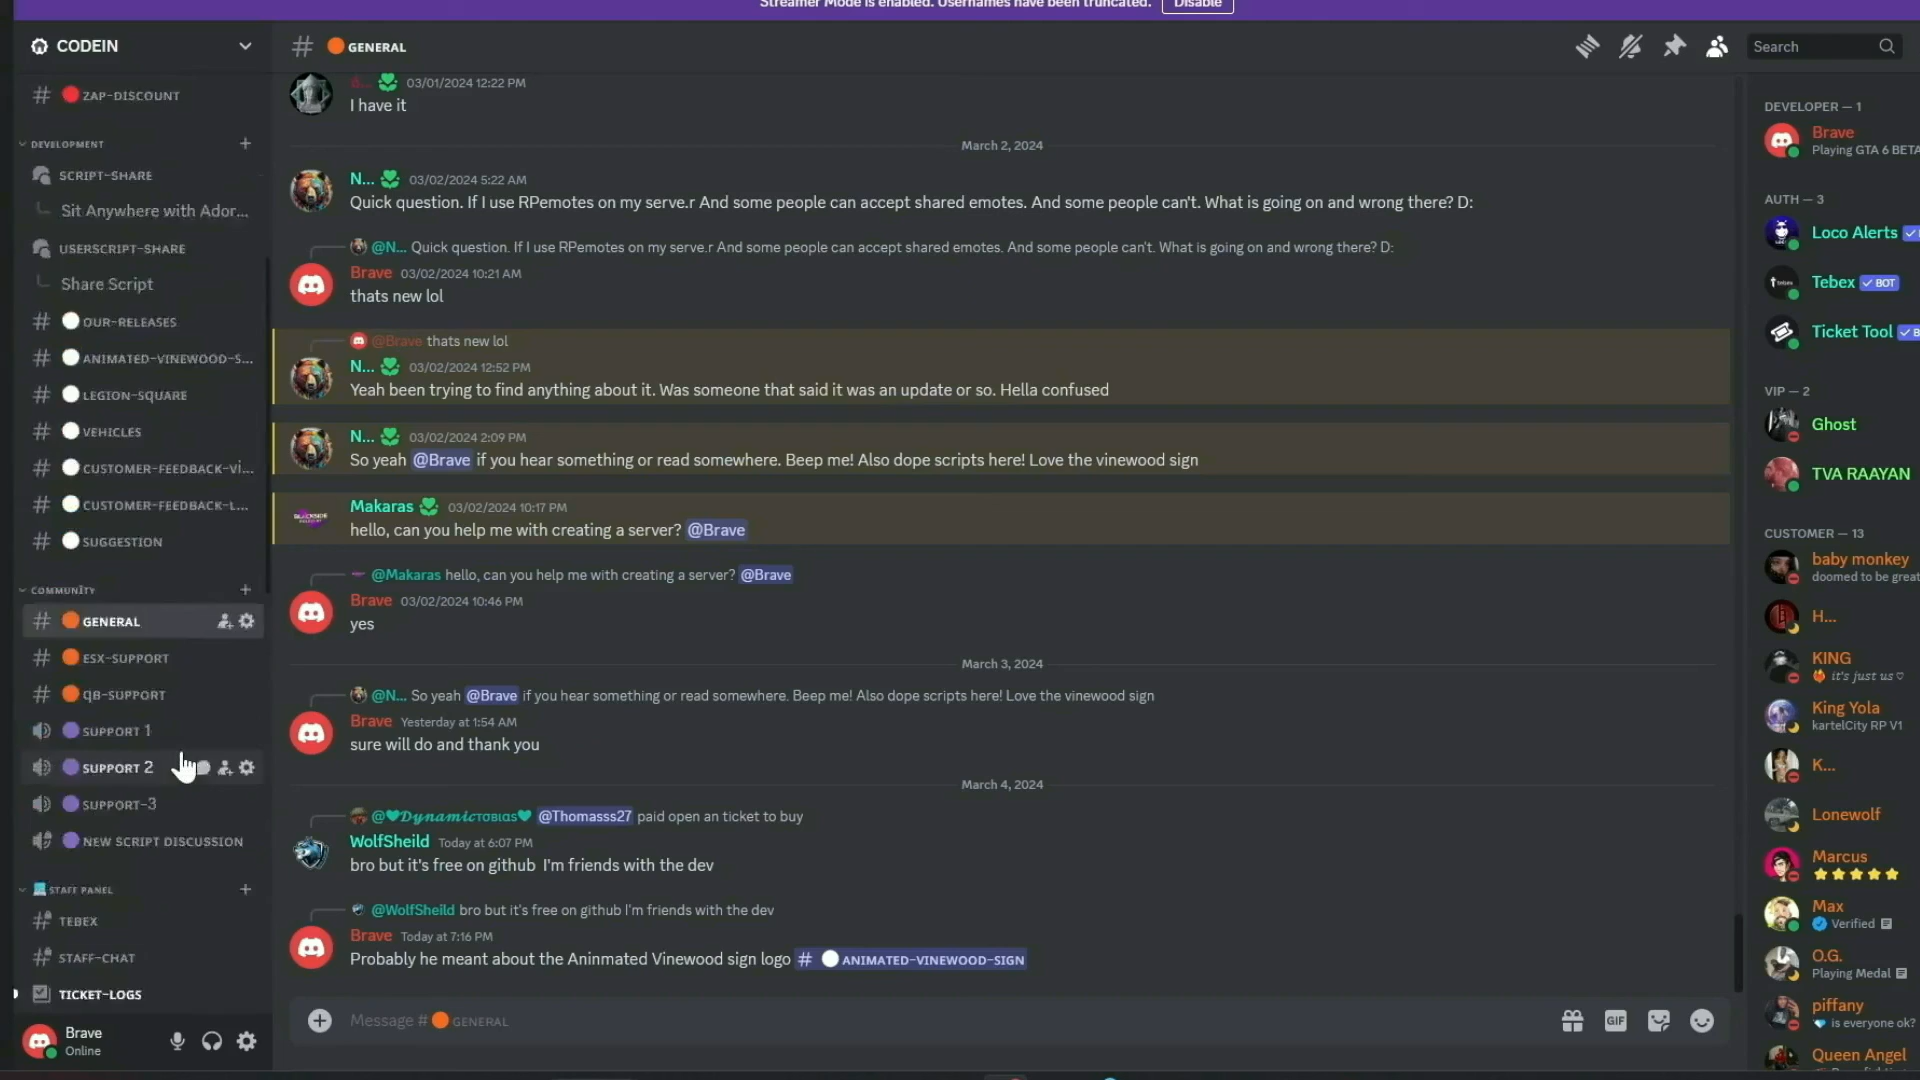 Streamer Mode is enabled. Usernames have been truncated. Disable
CODEIN
ZAP-DISCOUNT
DEVELOPMENT
SCRIPT-SHARE
Sit Anywhere with Ador...
USERSCRIPT-SHARE
Share Script
OUR-RELEASES
ANIMATED-VINEWOOD-S...
LEGION-SQUARE
VEHICLES
CUSTOMER-FEEDBACK-VI...
CUSTOMER-FEEDBACK-L...
SUGGESTION
COMMUNITY
GENERAL
ESX-SUPPORT
QB-SUPPORT
SUPPORT 1
SUPPORT 2
SUPPORT-3
NEW SCRIPT DISCUSSION
STAFF PANEL
TEBEX
STAFF-CHAT
TICKET-LOGS
Brave
Online
# GENERAL
Search
03/01/2024 12:22 PM
I have it
March 2, 2024
N... 03/02/2024 5:22 AM
Quick question. If I use RPemotes on my serve.r And some people can accept shared emotes. And some people can't. What is going on and wrong there? D:
@N... Quick question. If I use RPemotes on my serve.r And some people can accept shared emotes. And some people can't. What is going on and wrong there? D:
Brave 03/02/2024 10:21 AM
thats new lol
@Brave thats new lol
N... 03/02/2024 12:52 PM
Yeah been trying to find anything about it. Was someone that said it was an update or so. Hella confused
N... 03/02/2024 2:09 PM
So yeah @Brave if you hear something or read somewhere. Beep me! Also dope scripts here! Love the vinewood sign
Makaras 03/02/2024 10:17 PM
hello, can you help me with creating a server? @Brave
@Makaras hello, can you help me with creating a server? @Brave
Brave 03/02/2024 10:46 PM
yes
March 3, 2024
@N... So yeah @Brave if you hear something or read somewhere. Beep me! Also dope scripts here! Love the vinewood sign
Brave Yesterday at 1:54 AM
sure will do and thank you
March 4, 2024
@♥𝓓𝔂𝓷𝓪𝓶𝓲𝓬τοβιας♥ @Thomasss27 paid open an ticket to buy
WolfSheild Today at 6:07 PM
bro but it's free on github I'm friends with the dev
@WolfSheild bro but it's free on github I'm friends with the dev
Brave Today at 7:16 PM
Probably he meant about the Aninmated Vinewood sign logo # ANIMATED-VINEWOOD-SIGN
Message # GENERAL
GIF
DEVELOPER — 1
Brave
Playing GTA 6 BETA
AUTH — 3
Loco Alerts
Tebex ✓ BOT
Ticket Tool ✓ B
VIP — 2
Ghost
TVA RAAYAN
CUSTOMER — 13
baby monkey
doomed to be great
H...
KING
it's just us ♡
King Yola
kartelCity RP V1
K...
Lonewolf
Marcus
Max
Verified
O.G.
Playing Medal
piffany
is everyone ok?
Queen Angel